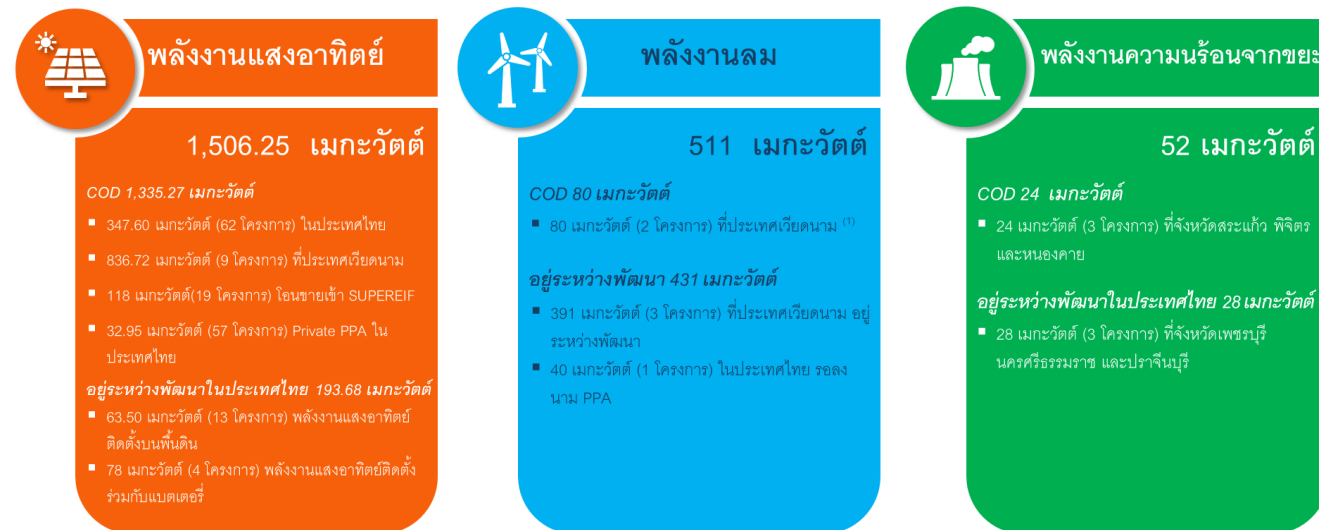 พลังงานแสงอาทิตย์
1,506.25 เมกะวัตต์
COD 1,335.27 เมกะวัตต์
▪ 347.60 เมกะวัตต์ (62 โครงการ) ในประเทศไทย
▪ 836.72 เมกะวัตต์ (9 โครงการ) ที่ประเทศเวียดนาม
▪ 118 เมกะวัตต์(19 โครงการ) โอนขายเข้า SUPEREIF
▪ 32.95 เมกะวัตต์ (57 โครงการ) Private PPA ใน
ประเทศไทย
อยู่ระหว่างพัฒนาในประเทศไทย 193.68 เมกะวัตต์
▪ 63.50 เมกะวัตต์ (13 โครงการ) พลังงานแสงอาทิตย์
ติดตั้งบนพื้นดิน
▪ 78 เมกะวัตต์ (4 โครงการ) พลังงานแสงอาทิตย์ติดตั้ง
ร่วมกับแบตเตอรี่
พลังงานลม
511 เมกะวัตต์
COD 80 เมกะวัตต์
▪ 80 เมกะวัตต์ (2 โครงการ) ที่ประเทศเวียดนาม (1)
อยู่ระหว่างพัฒนา 431 เมกะวัตต์
▪ 391 เมกะวัตต์ (3 โครงการ) ที่ประเทศเวียดนาม อยู่
ระหว่างพัฒนา
▪ 40 เมกะวัตต์ (1 โครงการ) ในประเทศไทย รอลง
นาม PPA
พลังงานความนร้อนจากขยะ
52 เมกะวัตต์
COD 24 เมกะวัตต์
▪ 24 เมกะวัตต์ (3 โครงการ) ที่จังหวัดสระแก้ว พิจิตร
และหนองคาย
อยู่ระหว่างพัฒนาในประเทศไทย 28 เมกะวัตต์
▪ 28 เมกะวัตต์ (3 โครงการ) ที่จังหวัดเพชรบุรี
นครศรีธรรมราช และปราจีนบุรี